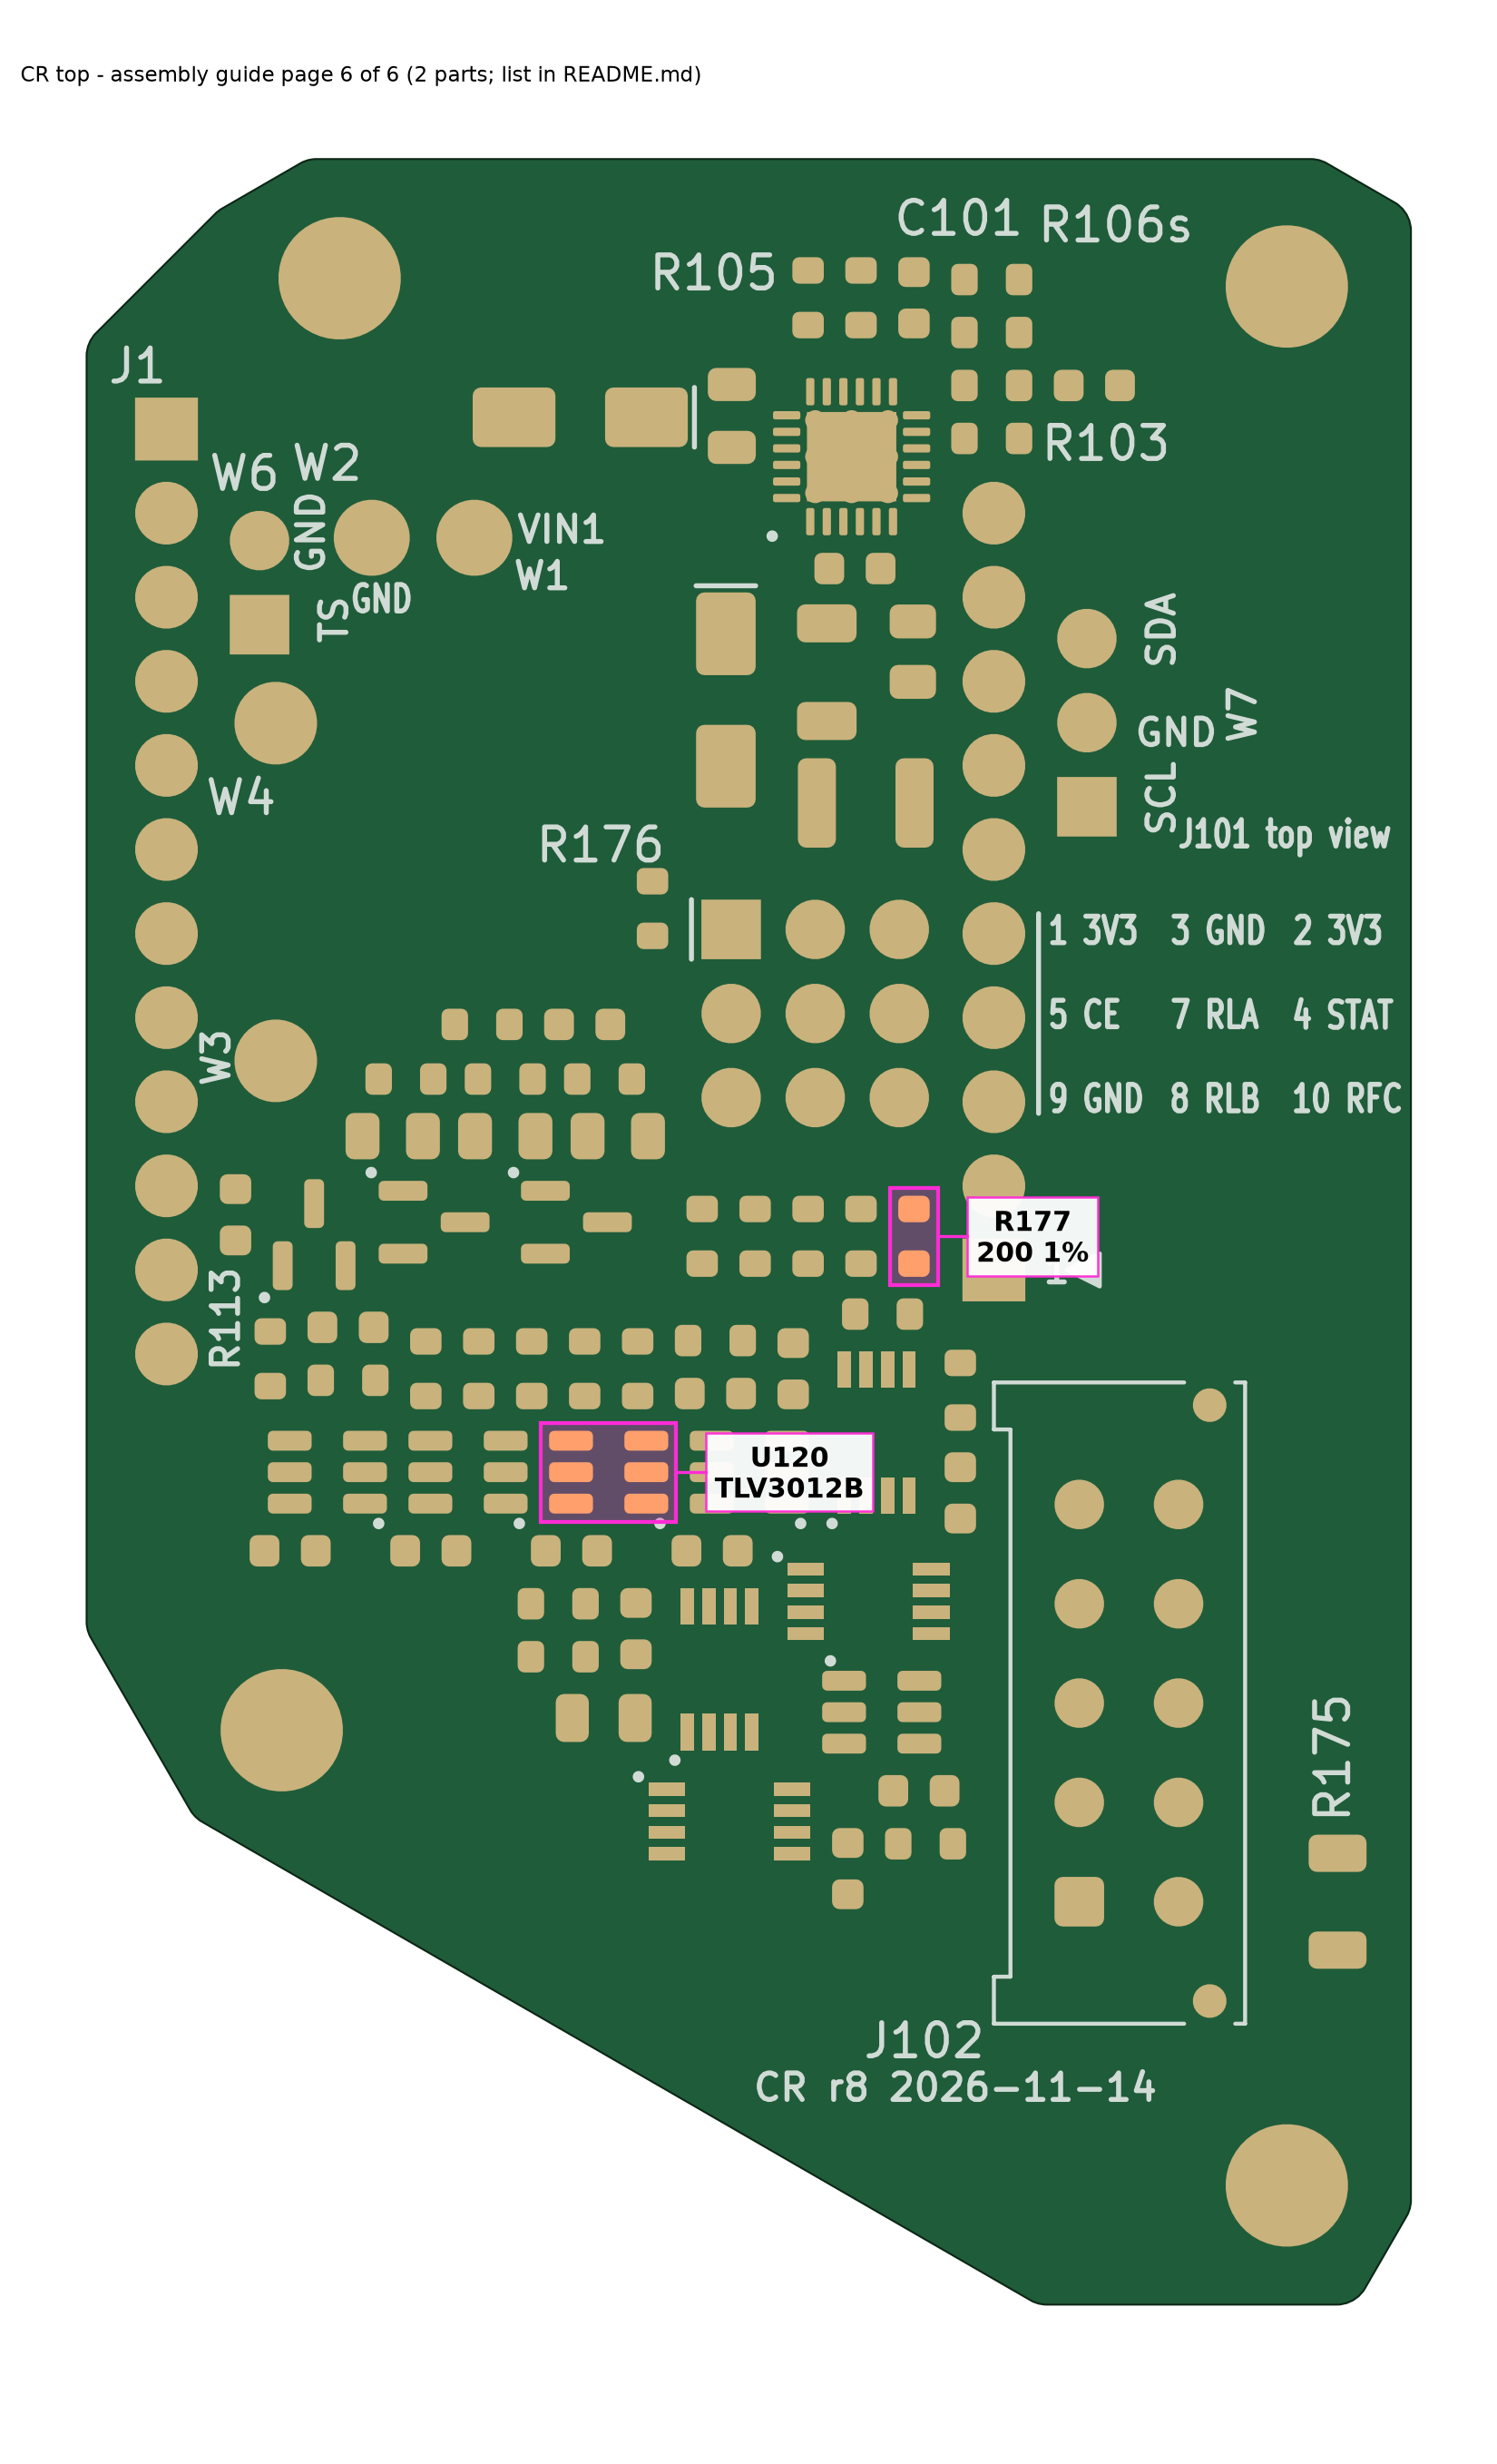 CR top - assembly guide page 6 of 6 (2 parts; list in README.md)
C101
R106s
R105
J1
R103
W6
W2
GND
VIN1
W1
GND
TS
SDA
GND
W7
SCL
W4
J101 top view
R176
1 3V3 3 GND 2 3V3
5 CE 7 RLA 4 STAT
9 GND 8 RLB 10 RFC
W3
R177
200 1%
R113
U120
TLV3012B
R175
J102
CR r8 2026-11-14